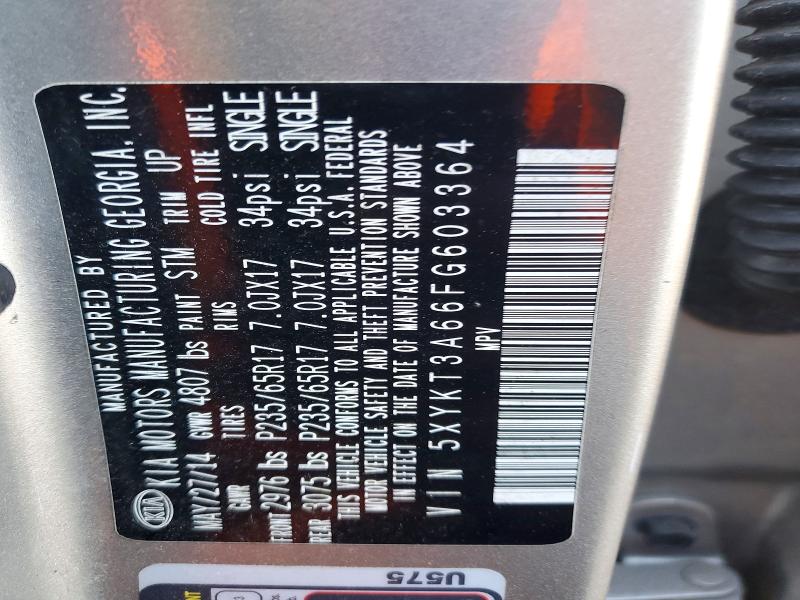 MANUFACTURED BY
KIA KIA MOTORS MANUFACTURING GEORGIA, INC.
MAY/27/14 GVWR 4807 lbs PAINT STM TRIM UP
GAWR TIRES RIMS COLD TIRE INFL
FRONT 2976 lbs P235/65R17 7.0JX17 34psi SINGLE
REAR 3075 lbs P235/65R17 7.0JX17 34psi SINGLE
THIS VEHICLE CONFORMS TO ALL APPLICABLE U.S.A. FEDERAL
MOTOR VEHICLE SAFETY AND THEFT PREVENTION STANDARDS
IN EFFECT ON THE DATE OF MANUFACTURE SHOWN ABOVE
VIN 5XYKT3A66FG603364
MPV
U575